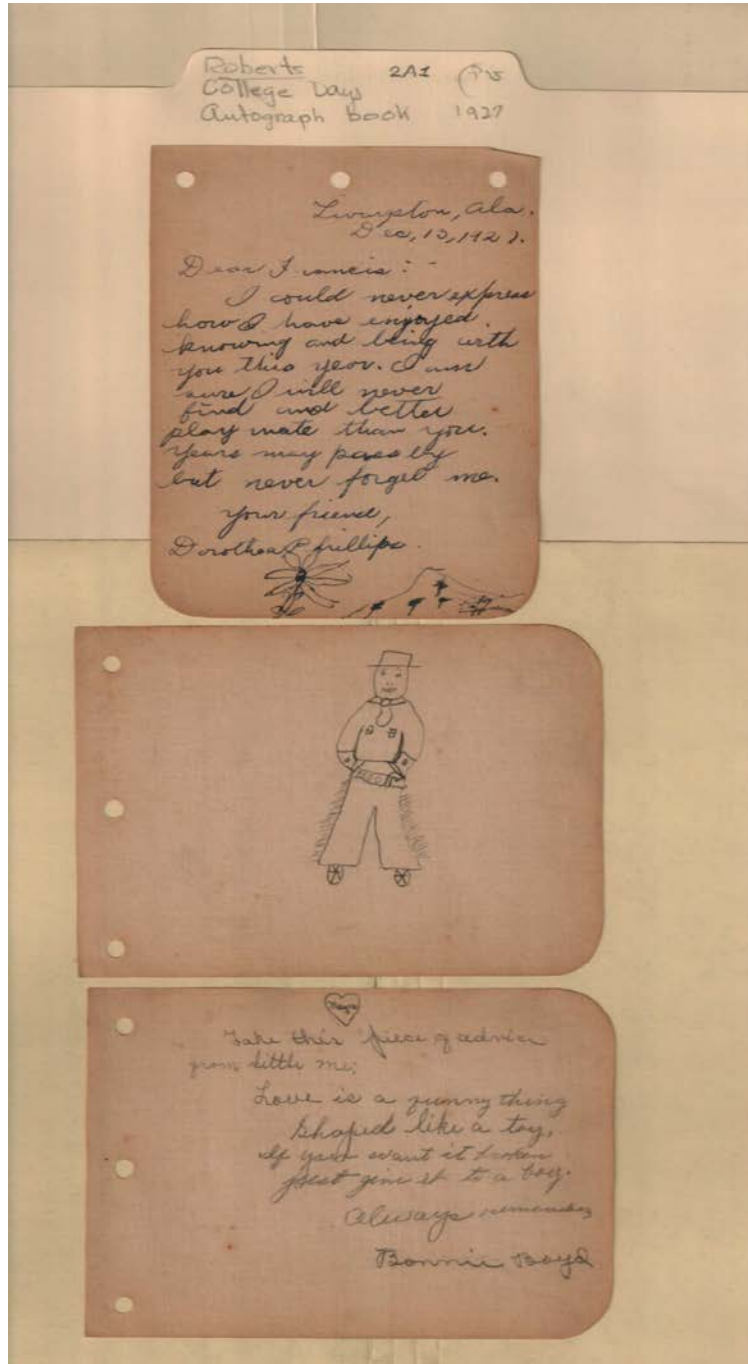 Roberts 2A1
College Days
Autograph book 1927
Livingston, Ala.
Dec, 13, 1927.
Dear Francis:-
I could never express
how I have enjoyed
knowing and being with
you this year. I am
sure I will never
find and better
play mate than you.
Years may pass by
but never forget me.
Your friend,
Dorothea Phillips.
Take this piece of advice
from little me;
Love is a funny thing
Shaped like a toy,
If you want it broken
just give it to a boy.
Always remember
Bonnie Boyd